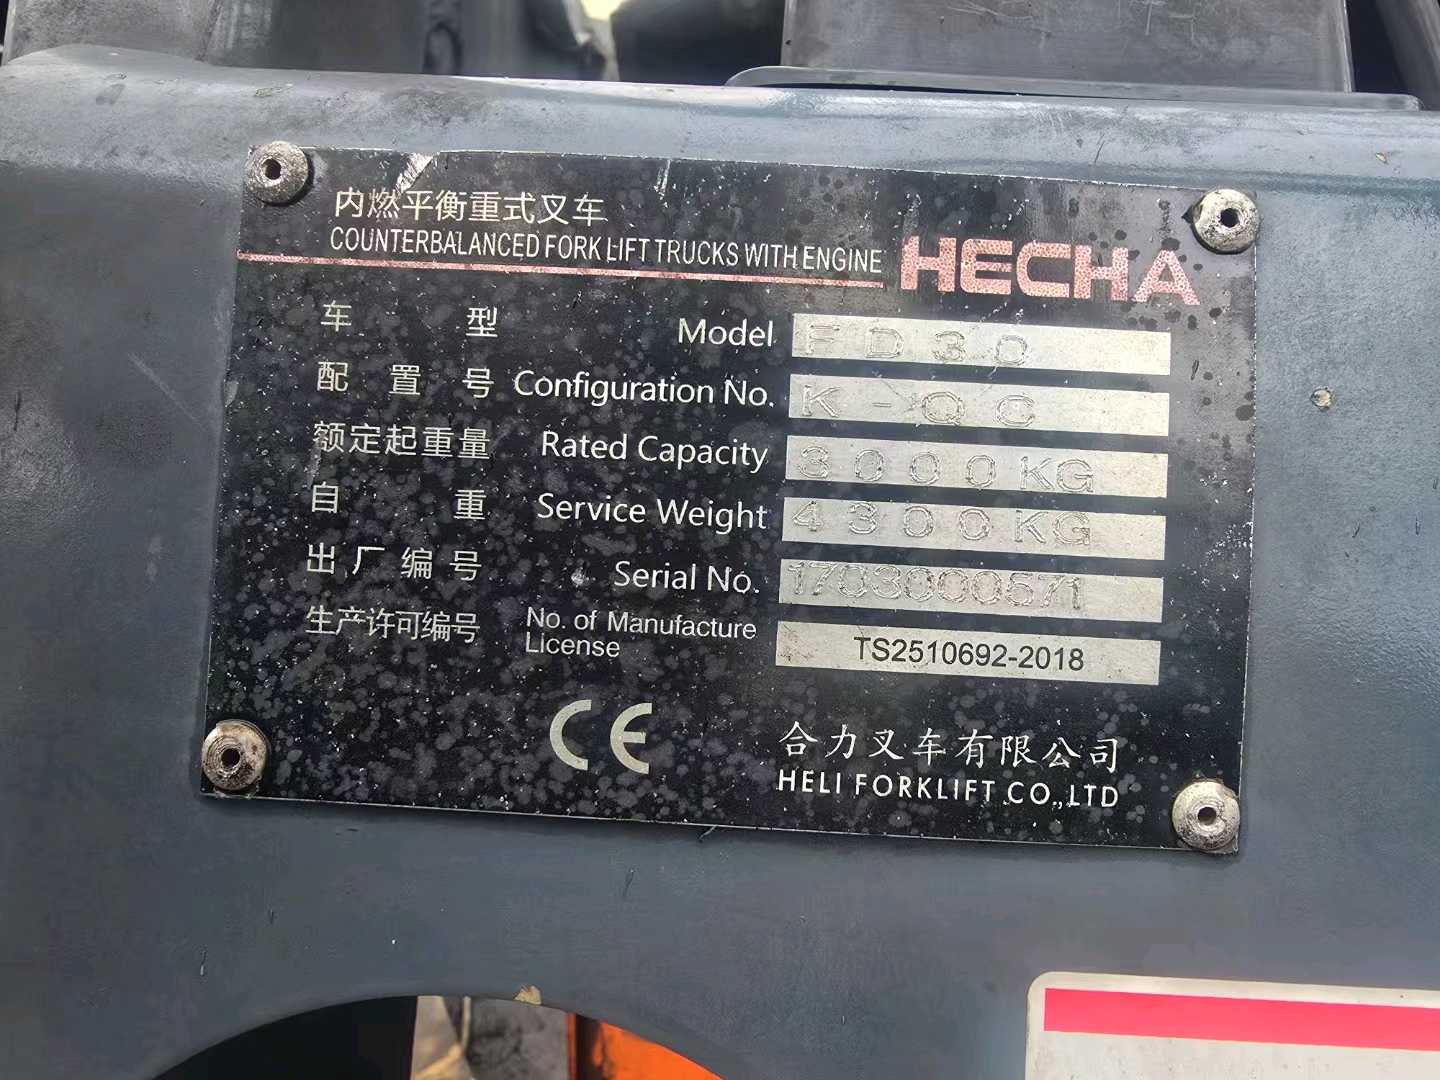 内燃平衡重式叉车
COUNTERBALANCED FORK LIFT TRUCKS WITH ENGINE HECHA
车型 Model FD30
配置号 Configuration No. K-QC
额定起重量 Rated Capacity 3000KG
自重 Service Weight 4300KG
出厂编号 Serial No. 1703000571
生产许可编号 No. of Manufacture License TS2510692-2018
CE
合力叉车有限公司
HELI FORKLIFT CO.,LTD